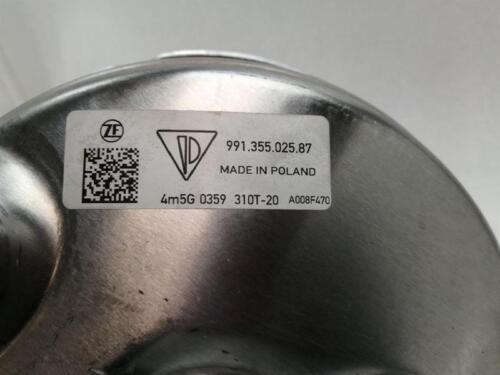 ZF
991.355.025.87
MADE IN POLAND
4m5G 0359 310T-20 A008F470